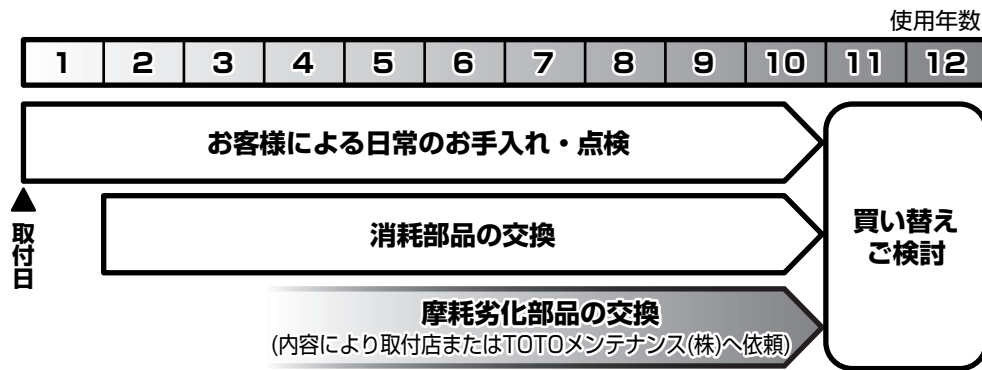 使用年数
1 2 3 4 5 6 7 8 9 10 11 12
お客様による日常のお手入れ・点検
取付日
消耗部品の交換
買い替え
ご検討
摩耗劣化部品の交換
(内容により取付店またはTOTOメンテナンス(株)へ依頼)